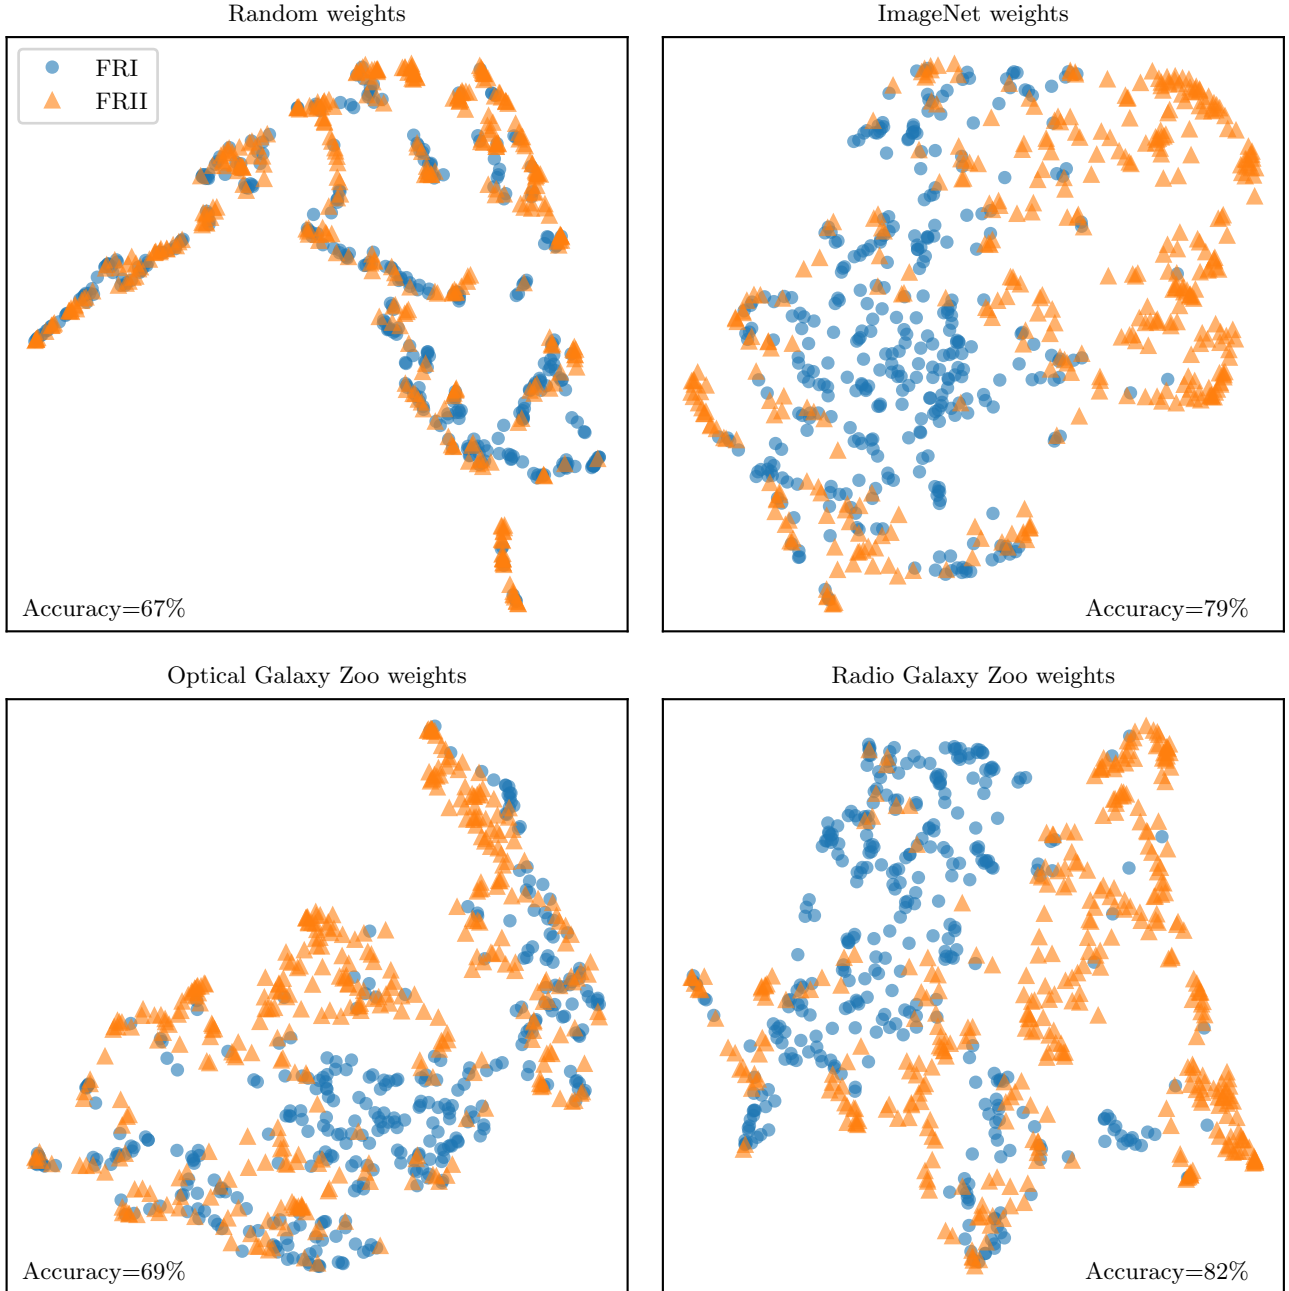 Random weights
ImageNet weights
FRI
FRII
Accuracy=67%
Accuracy=79%
Optical Galaxy Zoo weights
Radio Galaxy Zoo weights
Accuracy=69%
Accuracy=82%